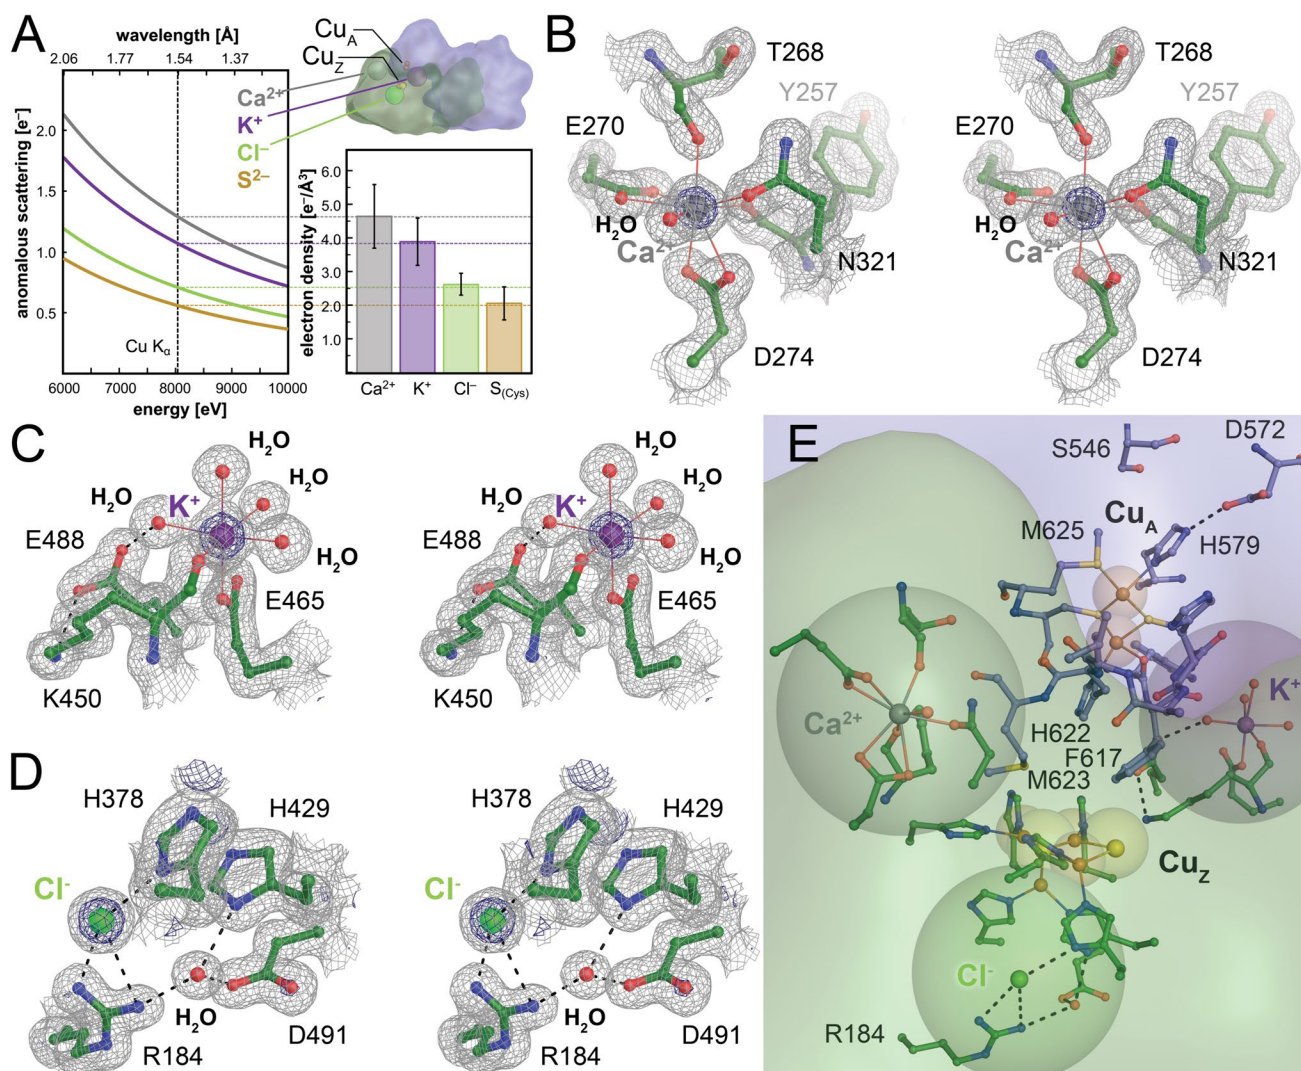 A
wavelength [Å]
2.06 1.77 1.54 1.37
Cu_A
Cu_Z
Ca²⁺
K⁺
Cl⁻
S²⁻
anomalous scattering [e⁻]
2.0
1.5
1.0
0.5
Cu K_α
6000 7000 8000 9000 10000
energy [eV]
electron density [e⁻/Å³]
6.0
5.0
4.0
3.0
2.0
1.0
Ca²⁺ K⁺ Cl⁻ S(Cys)
B
T268
Y257
E270
H₂O
Ca²⁺
N321
D274
T268
Y257
E270
H₂O
Ca²⁺
N321
D274
C
H₂O
H₂O
H₂O
K⁺
E488
H₂O
E465
K450
H₂O
H₂O
H₂O
K⁺
E488
H₂O
E465
K450
D
H378
H429
Cl⁻
H₂O
D491
R184
H378
H429
Cl⁻
H₂O
D491
R184
E
S546
D572
Cu_A
M625
H579
K⁺
Ca²⁺
H622
F617
M623
Cu_Z
Cl⁻
R184